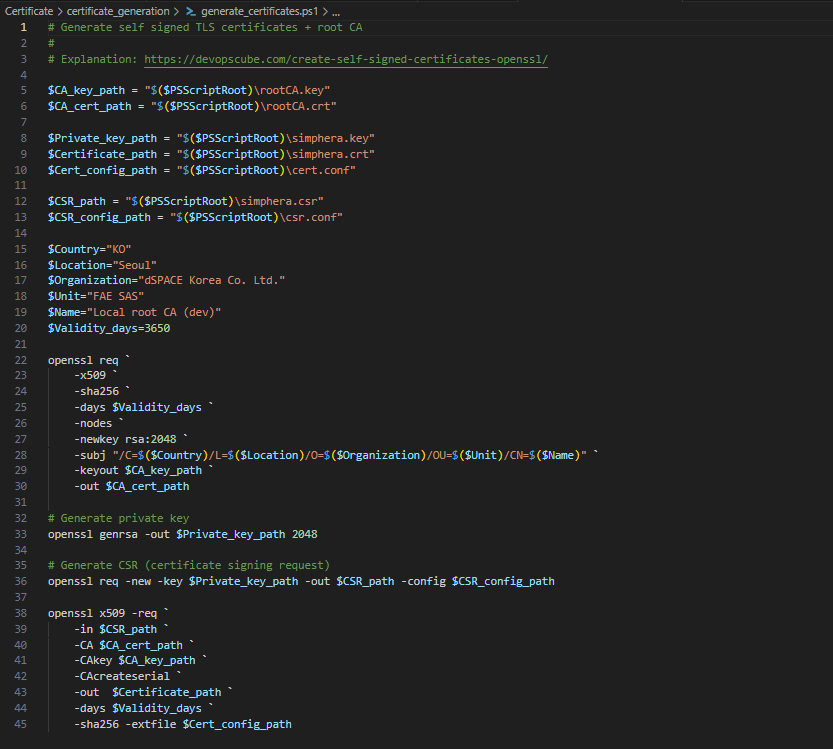 Certificate > certificate_generation > generate_certificates.ps1 > ...
1 # Generate self signed TLS certificates + root CA
2 #
3 # Explanation: https://devopscube.com/create-self-signed-certificates-openssl/
4
5 $CA_key_path = "$($PSScriptRoot)\rootCA.key"
6 $CA_cert_path = "$($PSScriptRoot)\rootCA.crt"
7
8 $Private_key_path = "$($PSScriptRoot)\simphera.key"
9 $Certificate_path = "$($PSScriptRoot)\simphera.crt"
10 $Cert_config_path = "$($PSScriptRoot)\cert.conf"
11
12 $CSR_path = "$($PSScriptRoot)\simphera.csr"
13 $CSR_config_path = "$($PSScriptRoot)\csr.conf"
14
15 $Country="KO"
16 $Location="Seoul"
17 $Organization="dSPACE Korea Co. Ltd."
18 $Unit="FAE SAS"
19 $Name="Local root CA (dev)"
20 $Validity_days=3650
21
22 openssl req `
23     -x509 `
24     -sha256 `
25     -days $Validity_days `
26     -nodes `
27     -newkey rsa:2048 `
28     -subj "/C=$($Country)/L=$($Location)/O=$($Organization)/OU=$($Unit)/CN=$($Name)" `
29     -keyout $CA_key_path `
30     -out $CA_cert_path
31
32 # Generate private key
33 openssl genrsa -out $Private_key_path 2048
34
35 # Generate CSR (certificate signing request)
36 openssl req -new -key $Private_key_path -out $CSR_path -config $CSR_config_path
37
38 openssl x509 -req `
39     -in $CSR_path `
40     -CA $CA_cert_path `
41     -CAkey $CA_key_path `
42     -CAcreateserial `
43     -out  $Certificate_path `
44     -days $Validity_days `
45     -sha256 -extfile $Cert_config_path